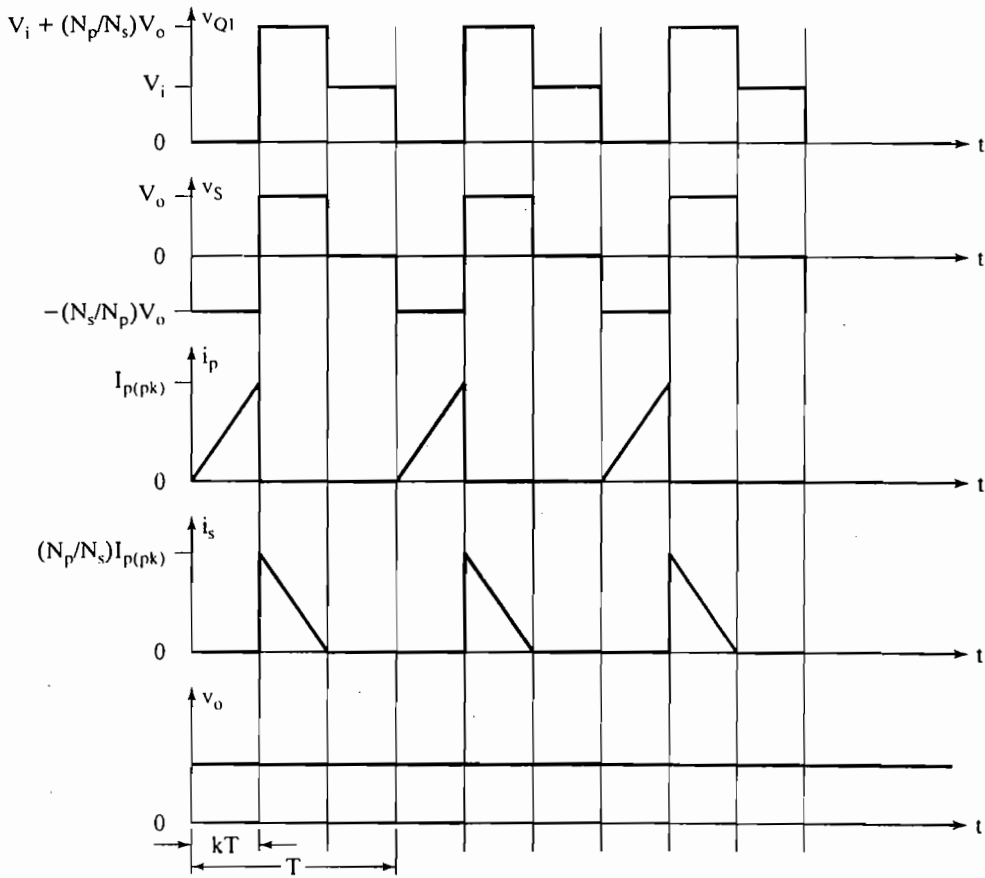 V_i + (N_p/N_s)V_o
v_Q1
V_i
0
t
V_o
v_S
0
t
−(N_s/N_p)V_o
i_p
I_p(pk)
0
t
i_s
(N_p/N_s)I_p(pk)
0
t
v_o
0
t
kT
T